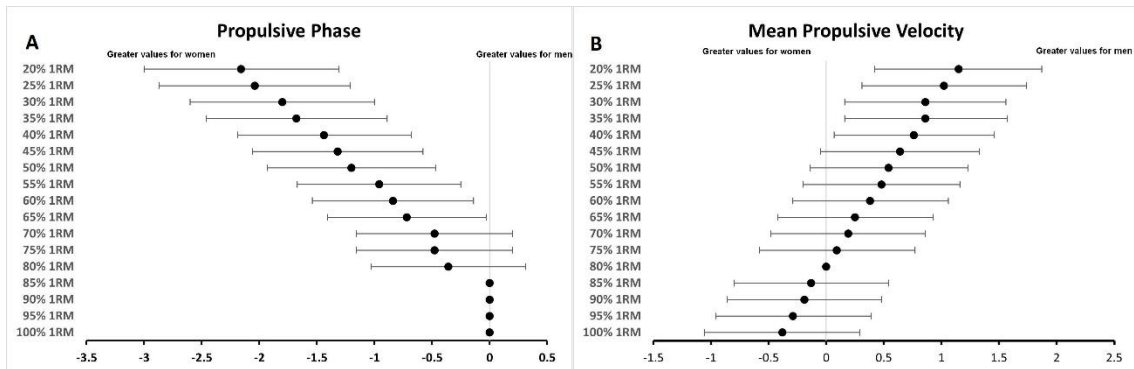 Propulsive Phase
A
Greater values for women
Greater values for men
20% 1RM
25% 1RM
30% 1RM
35% 1RM
40% 1RM
45% 1RM
50% 1RM
55% 1RM
60% 1RM
65% 1RM
70% 1RM
75% 1RM
80% 1RM
85% 1RM
90% 1RM
95% 1RM
100% 1RM
-3.5 -3 -2.5 -2 -1.5 -1 -0.5 0 0.5
Mean Propulsive Velocity
B
Greater values for women
Greater values for men
20% 1RM
25% 1RM
30% 1RM
35% 1RM
40% 1RM
45% 1RM
50% 1RM
55% 1RM
60% 1RM
65% 1RM
70% 1RM
75% 1RM
80% 1RM
85% 1RM
90% 1RM
95% 1RM
100% 1RM
-1.5 -1 -0.5 0 0.5 1 1.5 2 2.5